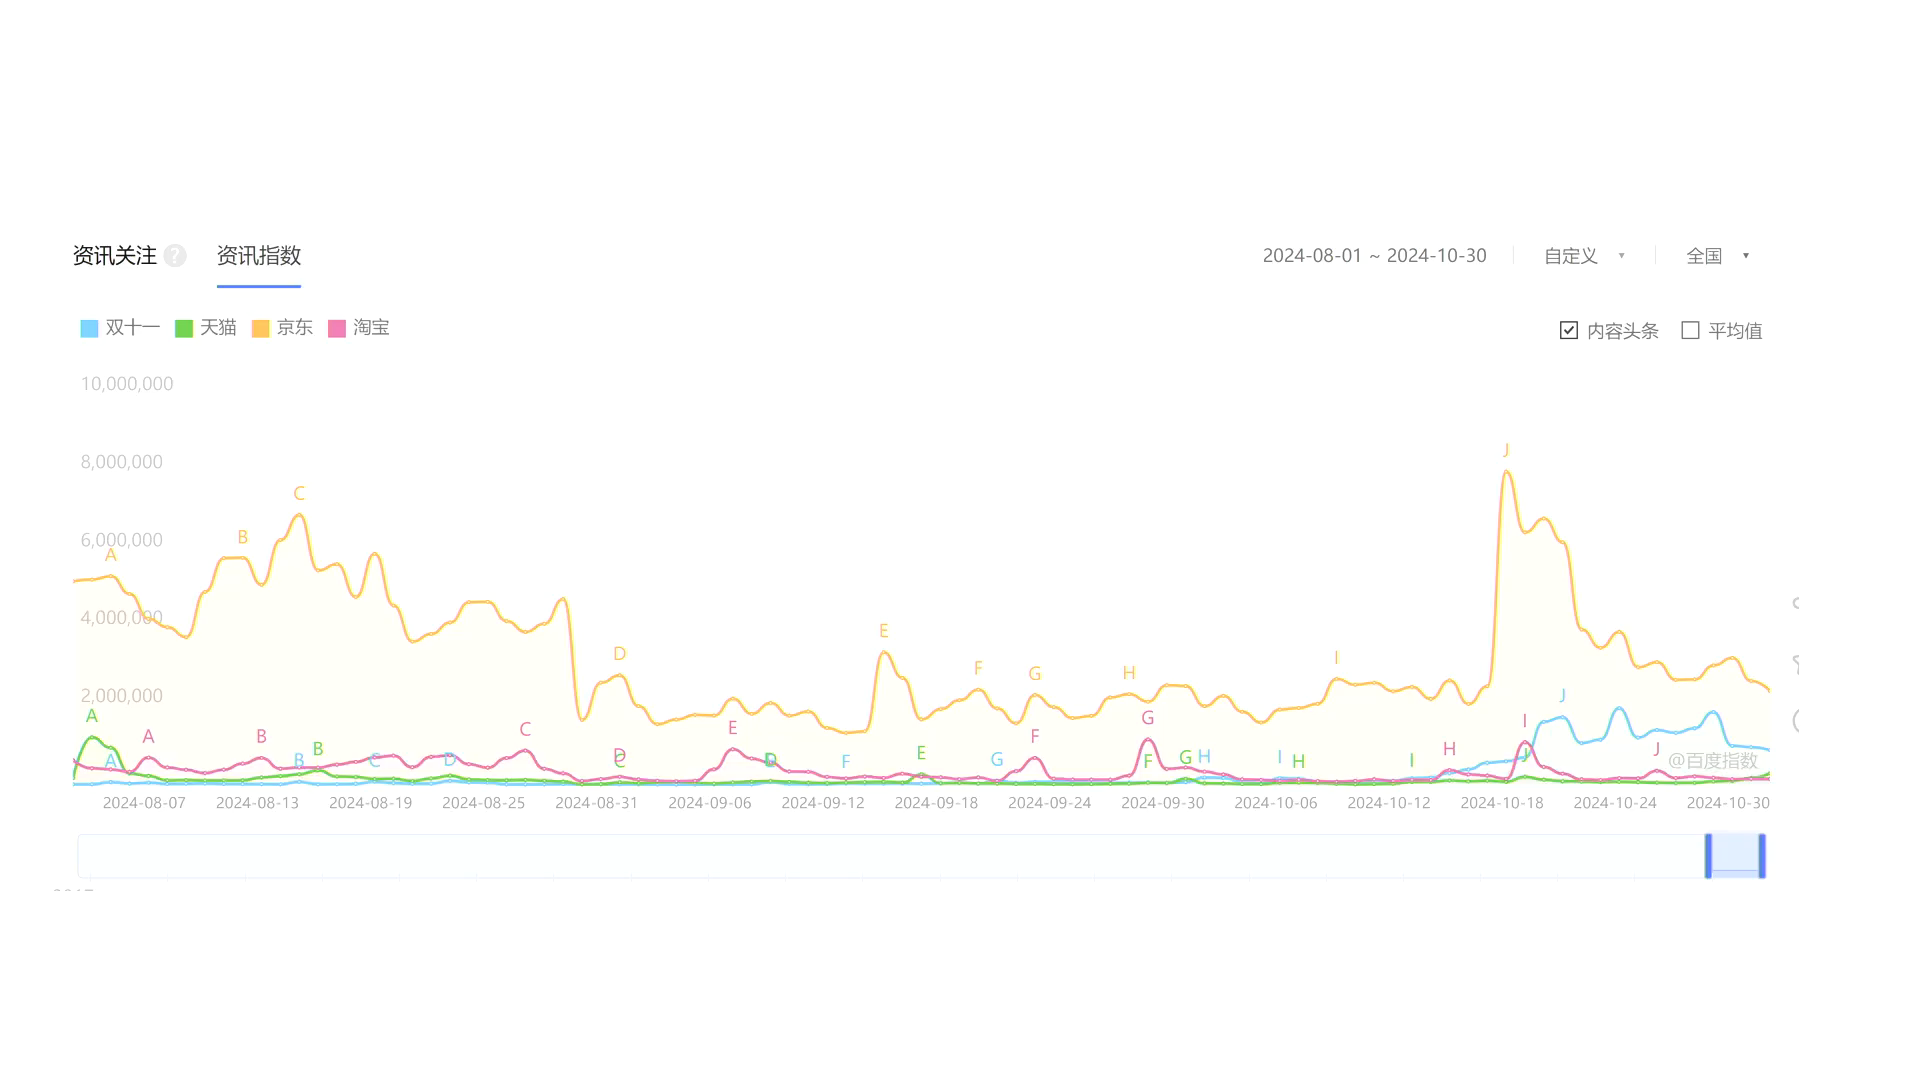 资讯关注 ? 资讯指数 2024-08-01 ~ 2024-10-30 自定义 全国
双十一 天猫 京东 淘宝 内容头条 平均值
10,000,000
J
8,000,000
C
B
6,000,000
A
4,000,000
E
D I
F G H
2,000,000
J
A G I
C E
A B F
B H J
E G H I
A B C D D C D F G F H I J
@百度指数
2024-08-07 2024-08-13 2024-08-19 2024-08-25 2024-08-31 2024-09-06 2024-09-12 2024-09-18 2024-09-24 2024-09-30 2024-10-06 2024-10-12 2024-10-18 2024-10-24 2024-10-30